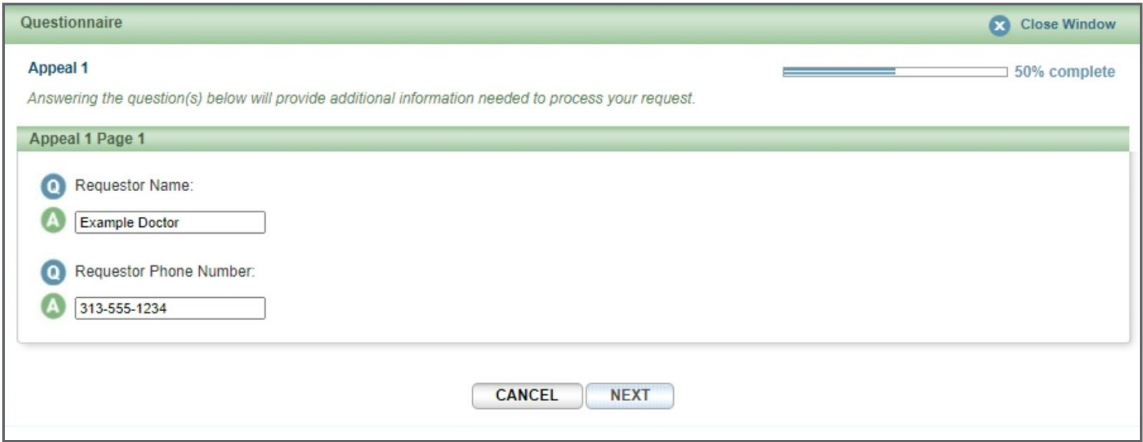 Questionnaire
Close Window
Appeal 1
50% complete
Answering the question(s) below will provide additional information needed to process your request.
Appeal 1 Page 1
Q Requestor Name:
A Example Doctor
Q Requestor Phone Number:
A 313-555-1234
CANCEL NEXT